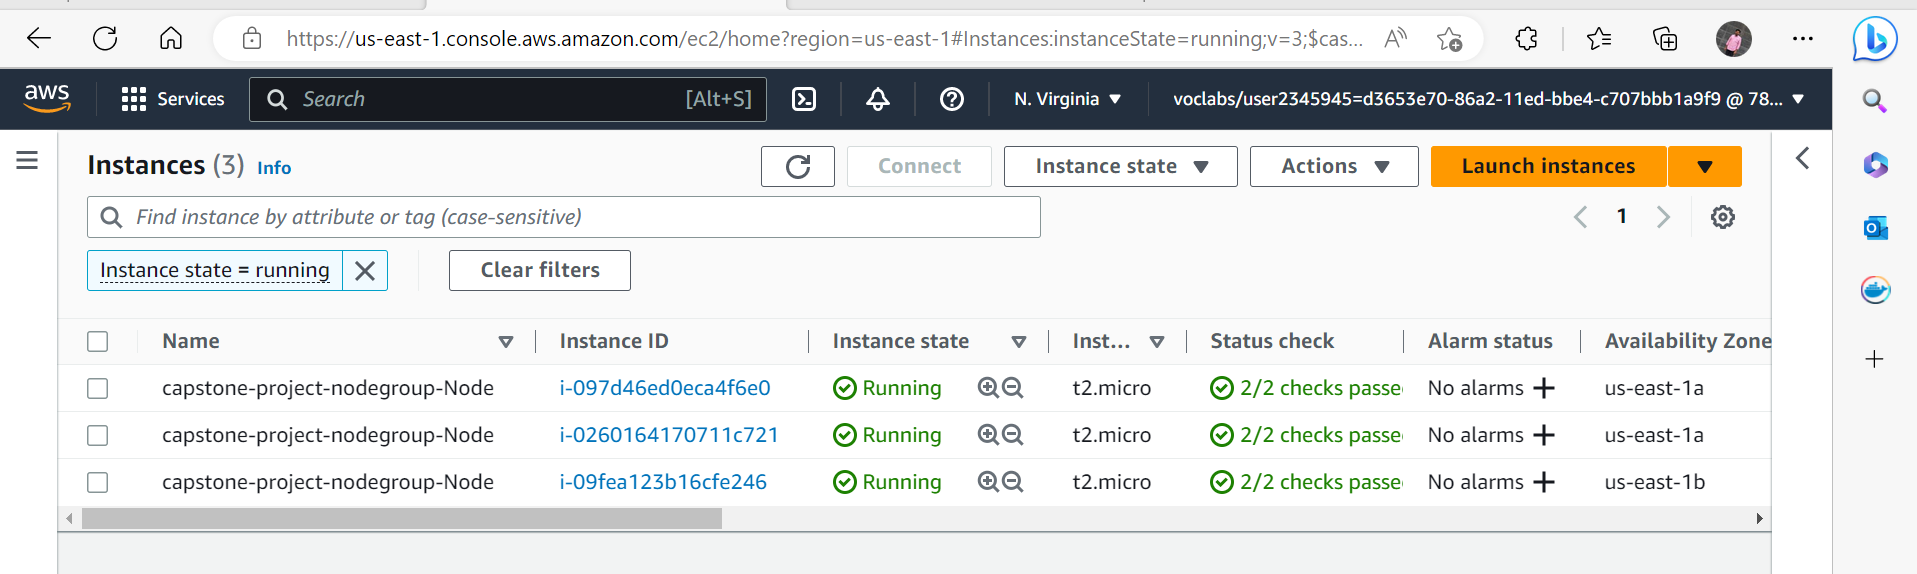 https://us-east-1.console.aws.amazon.com/ec2/home?region=us-east-1#Instances:instanceState=running;v=3;$cas...
aws Services Search [Alt+S] N. Virginia voclabs/user2345945=d3653e70-86a2-11ed-bbe4-c707bbb1a9f9 @ 78...
Instances (3) Info Connect Instance state Actions Launch instances
Find instance by attribute or tag (case-sensitive) 1
Instance state = running Clear filters
Name Instance ID Instance state Inst... Status check Alarm status Availability Zone
capstone-project-nodegroup-Node i-097d46ed0eca4f6e0 Running t2.micro 2/2 checks passe No alarms us-east-1a
capstone-project-nodegroup-Node i-0260164170711c721 Running t2.micro 2/2 checks passe No alarms us-east-1a
capstone-project-nodegroup-Node i-09fea123b16cfe246 Running t2.micro 2/2 checks passe No alarms us-east-1b